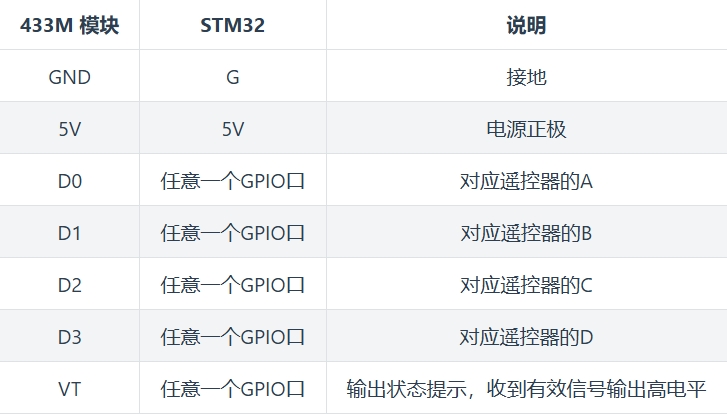 433M 模块 STM32 说明
GND G 接地
5V 5V 电源正极
D0 任意一个GPIO口 对应遥控器的A
D1 任意一个GPIO口 对应遥控器的B
D2 任意一个GPIO口 对应遥控器的C
D3 任意一个GPIO口 对应遥控器的D
VT 任意一个GPIO口 输出状态提示，收到有效信号输出高电平